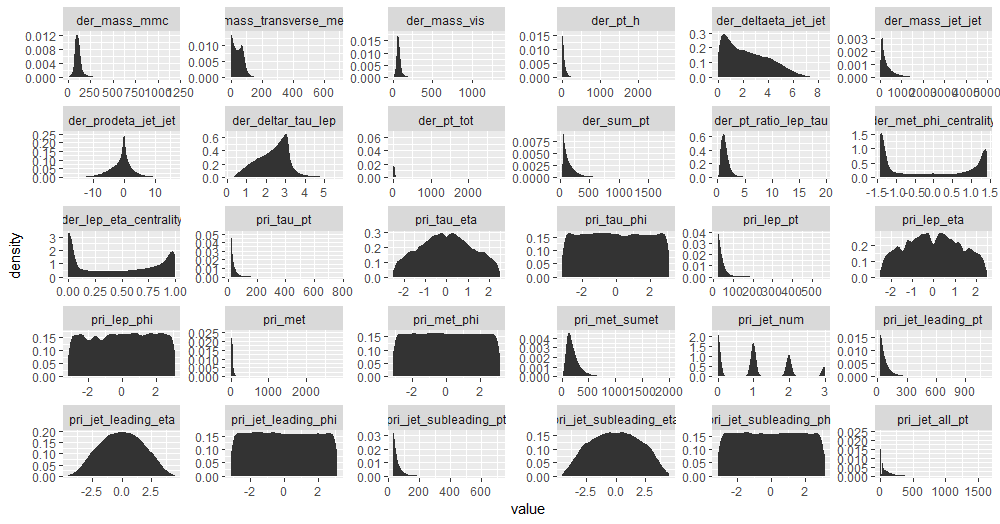 der_mass_mmc
mass_transverse_me
der_mass_vis
der_pt_h
der_deltaeta_jet_jet
der_mass_jet_jet
0.012 0.008 0.004 0.000
0.010 0.005 0.000
0.015 0.010 0.005 0.000
0.015 0.010 0.005 0.000
0.3 0.2 0.1 0.0
0.003 0.002 0.001 0.000
0 250 500 750 1000 1250
0 200 400 600
0 500 1000
0 1000 2000
0 2 4 6 8
0 1000 2000 3000 4000 5000
der_prodeta_jet_jet
der_deltar_tau_lep
der_pt_tot
der_sum_pt
der_pt_ratio_lep_tau
der_met_phi_centrality
0.25 0.20 0.15 0.10 0.05 0.00
0.6 0.4 0.2 0.0
0.06 0.04 0.02 0.00
0.0075 0.0050 0.0025 0.0000
0.6 0.4 0.2 0.0
1.5 1.0 0.5 0.0
-10 0 10
1 2 3 4 5
0 1000 2000
0 500 1000 1500
0 5 10 15 20
-1.5 -1.0 -0.5 0.0 0.5 1.0 1.5
der_lep_eta_centrality
pri_tau_pt
pri_tau_eta
pri_tau_phi
pri_lep_pt
pri_lep_eta
3 2 1 0
0.05 0.04 0.03 0.02 0.01 0.00
0.3 0.2 0.1 0.0
0.15 0.10 0.05 0.00
0.04 0.03 0.02 0.01 0.00
0.2 0.1 0.0
0.00 0.25 0.50 0.75 1.00
0 200 400 600 800
-2 -1 0 1 2
-2 0 2
0 100 200 300 400 500
-2 -1 0 1 2
density
pri_lep_phi
pri_met
pri_met_phi
pri_met_sumet
pri_jet_num
pri_jet_leading_pt
0.15 0.10 0.05 0.00
0.025 0.020 0.015 0.010 0.005 0.000
0.15 0.10 0.05 0.00
0.004 0.003 0.002 0.001 0.000
2.0 1.5 1.0 0.5 0.0
0.015 0.010 0.005 0.000
-2 0 2
0 1000 2000
-2 0 2
0 500 1000 1500 2000
0 1 2 3
0 300 600 900
pri_jet_leading_eta
pri_jet_leading_phi
pri_jet_subleading_pt
pri_jet_subleading_eta
pri_jet_subleading_ph
pri_jet_all_pt
0.20 0.15 0.10 0.05 0.00
0.15 0.10 0.05 0.00
0.03 0.02 0.01 0.00
0.15 0.10 0.05 0.00
0.15 0.10 0.05 0.00
0.025 0.020 0.015 0.010 0.005 0.000
-2.5 0.0 2.5
-2 0 2
0 200 400 600
-2.5 0.0 2.5
-2 0 2
0 500 1000 1500
value